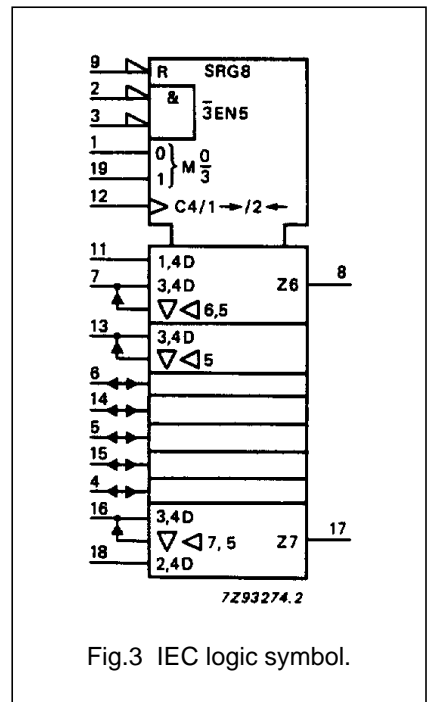 9 R SRG8
2 &
3̅EN5
3
1 0
M 0/3
19 1
12 C4/1→/2←
11 1,4D
7 3,4D Z6 8
▽ ◁ 6,5
13 3,4D
▽ ◁ 5
6
14
5
15
4
16 3,4D
▽ ◁ 7,5 Z7 17
18 2,4D
7Z93274.2
Fig.3 IEC logic symbol.